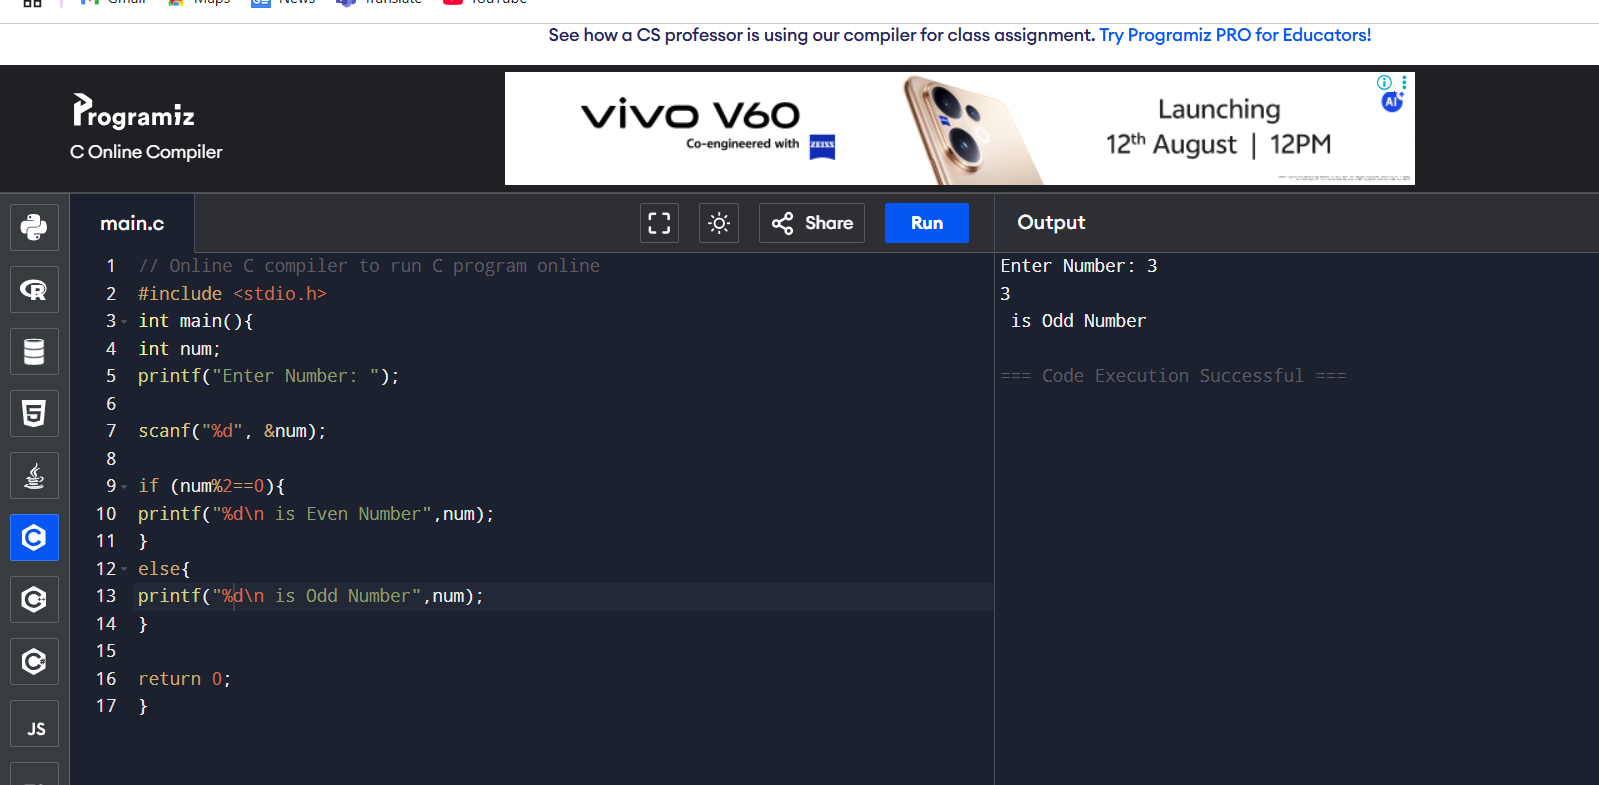 Gmail
Maps
News
Translate
YouTube
See how a CS professor is using our compiler for class assignment. Try Programiz PRO for Educators!
Programiz
C Online Compiler
vivo V60
Co-engineered with ZEISS
Launching
12th August | 12PM
AI
main.c
Share
Run
Output
1 // Online C compiler to run C program online
2 #include <stdio.h>
3 int main(){
4 int num;
5 printf("Enter Number: ");
6
7 scanf("%d", &num);
8
9 if (num%2==0){
10 printf("%d\n is Even Number",num);
11 }
12 else{
13 printf("%d\n is Odd Number",num);
14 }
15
16 return 0;
17 }
JS
Enter Number: 3
3
 is Odd Number
=== Code Execution Successful ===